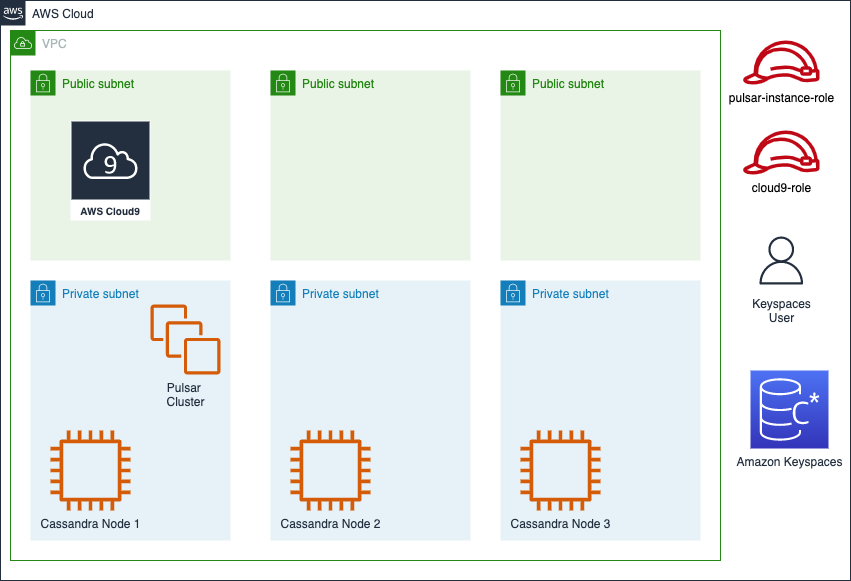 aws
AWS Cloud
VPC
Public subnet
Public subnet
Public subnet
9
AWS Cloud9
Private subnet
Private subnet
Private subnet
Pulsar
Cluster
Cassandra Node 1
Cassandra Node 2
Cassandra Node 3
pulsar-instance-role
cloud9-role
Keyspaces
User
C*
Amazon Keyspaces